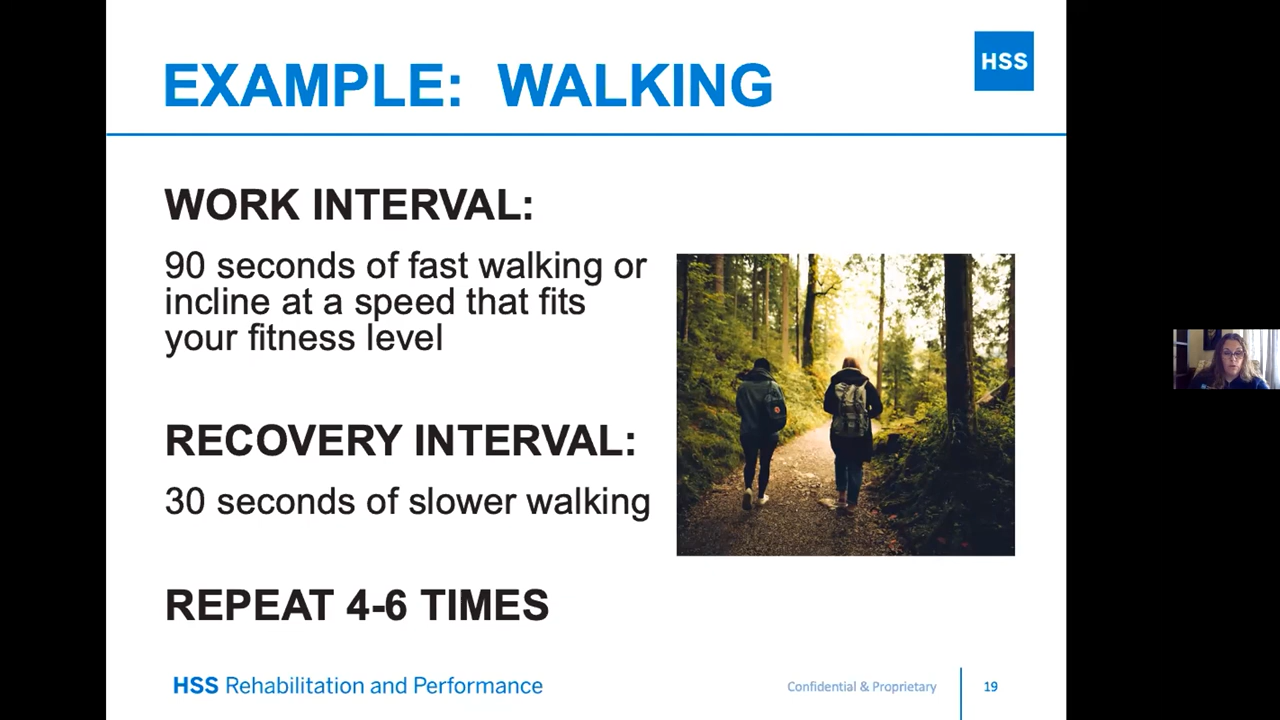 EXAMPLE: WALKING
HSS
WORK INTERVAL:
90 seconds of fast walking or
incline at a speed that fits
your fitness level
RECOVERY INTERVAL:
30 seconds of slower walking
REPEAT 4-6 TIMES
HSS Rehabilitation and Performance
Confidential & Proprietary
19